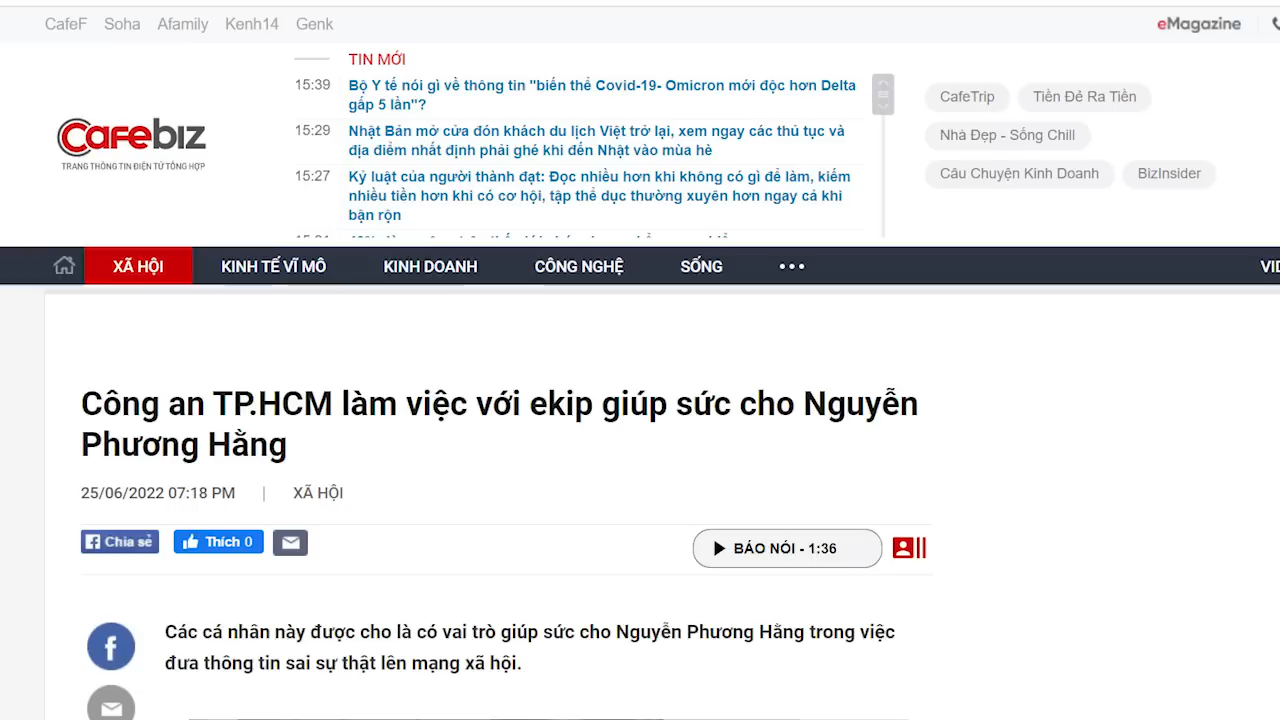 CafeF Soha Afamily Kenh14 Genk
eMagazine
TIN MỚI
15:39 Bộ Y tế nói gì về thông tin "biến thể Covid-19- Omicron mới độc hơn Delta
gấp 5 lần"?
15:29 Nhật Bản mở cửa đón khách du lịch Việt trở lại, xem ngay các thủ tục và
địa điểm nhất định phải ghé khi đến Nhật vào mùa hè
15:27 Kỷ luật của người thành đạt: Đọc nhiều hơn khi không có gì để làm, kiếm
nhiều tiền hơn khi có cơ hội, tập thể dục thường xuyên hơn ngay cả khi
bận rộn
Cafebiz
TRANG THÔNG TIN ĐIỆN TỬ TỔNG HỢP
CafeTrip Tiền Đẻ Ra Tiền
Nhà Đẹp - Sống Chill
Câu Chuyện Kinh Doanh BizInsider
XÃ HỘI KINH TẾ VĨ MÔ KINH DOANH CÔNG NGHỆ SỐNG
Công an TP.HCM làm việc với ekip giúp sức cho Nguyễn
Phương Hằng
25/06/2022 07:18 PM | XÃ HỘI
Chia sẻ Thích 0
BÁO NÓI - 1:36
Các cá nhân này được cho là có vai trò giúp sức cho Nguyễn Phương Hằng trong việc
đưa thông tin sai sự thật lên mạng xã hội.